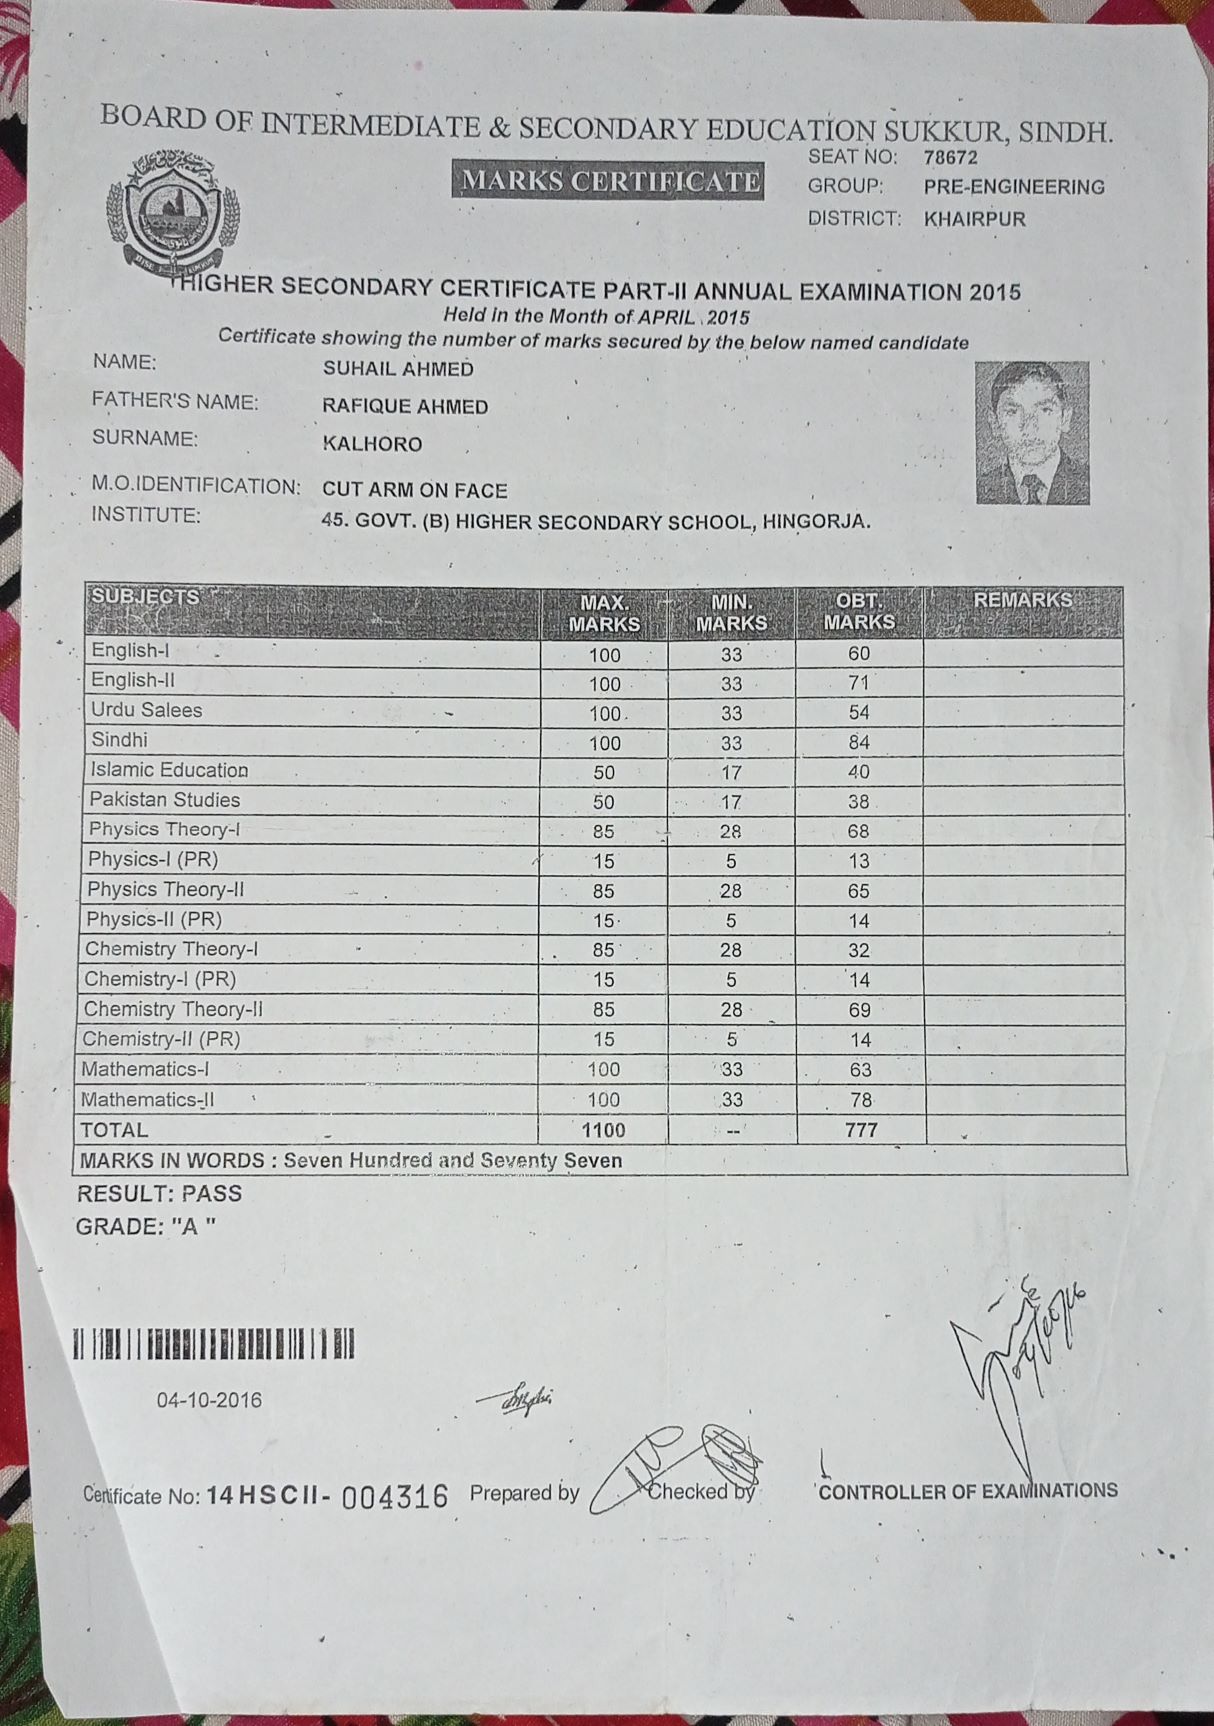 BOARD OF INTERMEDIATE & SECONDARY EDUCATION SUKKUR, SINDH.
MARKS CERTIFICATE
SEAT NO: 78672
GROUP: PRE-ENGINEERING
DISTRICT: KHAIRPUR
HIGHER SECONDARY CERTIFICATE PART-II ANNUAL EXAMINATION 2015
Held in the Month of APRIL 2015
Certificate showing the number of marks secured by the below named candidate
NAME: SUHAIL AHMED
FATHER'S NAME: RAFIQUE AHMED
SURNAME: KALHORO
M.O.IDENTIFICATION: CUT ARM ON FACE
INSTITUTE: 45. GOVT. (B) HIGHER SECONDARY SCHOOL, HINGORJA.
SUBJECTS MAX. MARKS MIN. MARKS OBT. MARKS REMARKS
English-I 100 33 60
English-II 100 33 71
Urdu Salees 100 33 54
Sindhi 100 33 84
Islamic Education 50 17 40
Pakistan Studies 50 17 38
Physics Theory-I 85 28 68
Physics-I (PR) 15 5 13
Physics Theory-II 85 28 65
Physics-II (PR) 15 5 14
Chemistry Theory-I 85 28 32
Chemistry-I (PR) 15 5 14
Chemistry Theory-II 85 28 69
Chemistry-II (PR) 15 5 14
Mathematics-I 100 33 63
Mathematics-II 100 33 78
TOTAL 1100 -- 777
MARKS IN WORDS : Seven Hundred and Seventy Seven
RESULT: PASS
GRADE: "A "
04-10-2016
Certificate No: 14HSCII- 004316 Prepared by Checked by CONTROLLER OF EXAMINATIONS